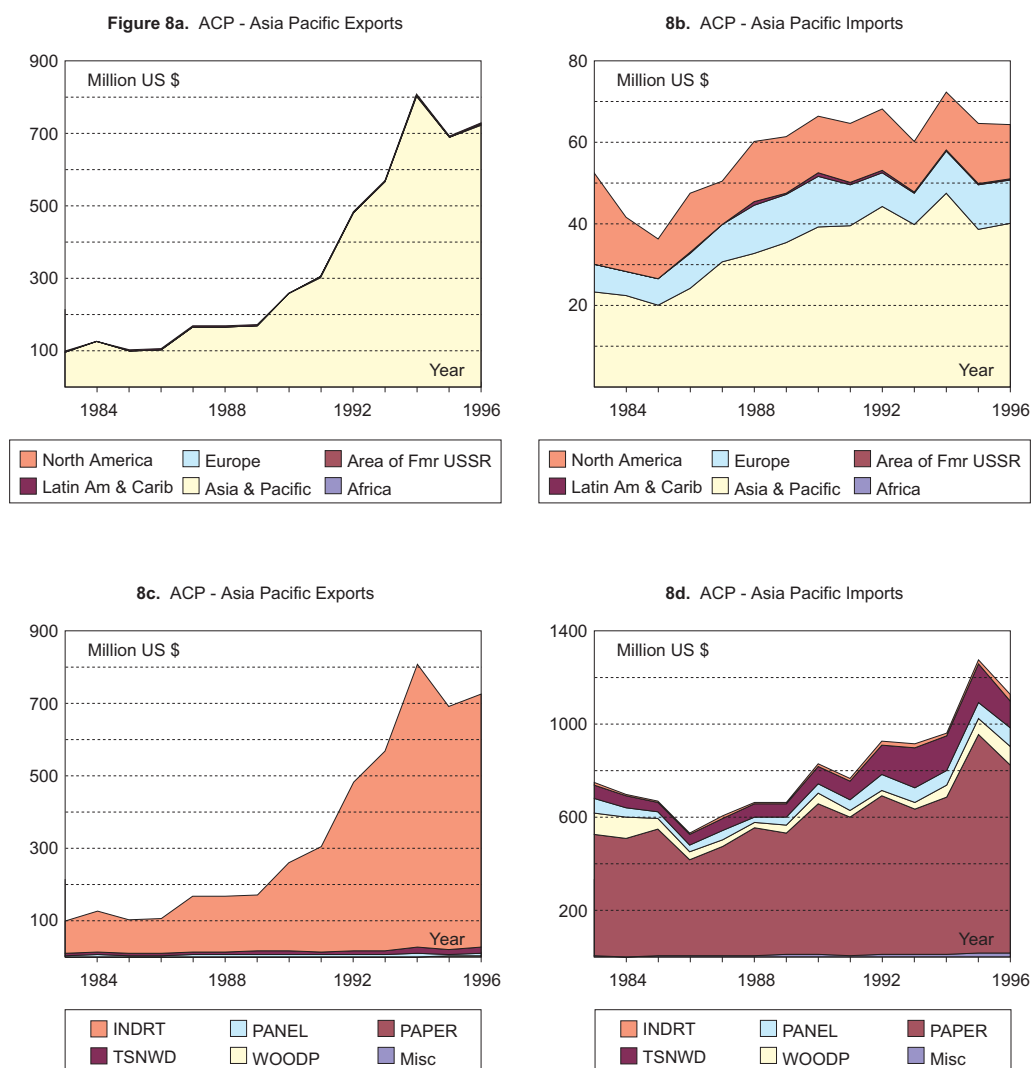 Figure 8a. ACP - Asia Pacific Exports
900
700
500
300
100
Million US $
Year
1984 1988 1992 1996
North America Europe Area of Fmr USSR
Latin Am & Carib Asia & Pacific Africa
8b. ACP - Asia Pacific Imports
80
60
40
20
Million US $
Year
1984 1988 1992 1996
North America Europe Area of Fmr USSR
Latin Am & Carib Asia & Pacific Africa
8c. ACP - Asia Pacific Exports
900
700
500
300
100
Million US $
Year
1984 1988 1992 1996
INDRT PANEL PAPER
TSNWD WOODP Misc
8d. ACP - Asia Pacific Imports
1400
1000
600
200
Million US $
Year
1984 1988 1992 1996
INDRT PANEL PAPER
TSNWD WOODP Misc